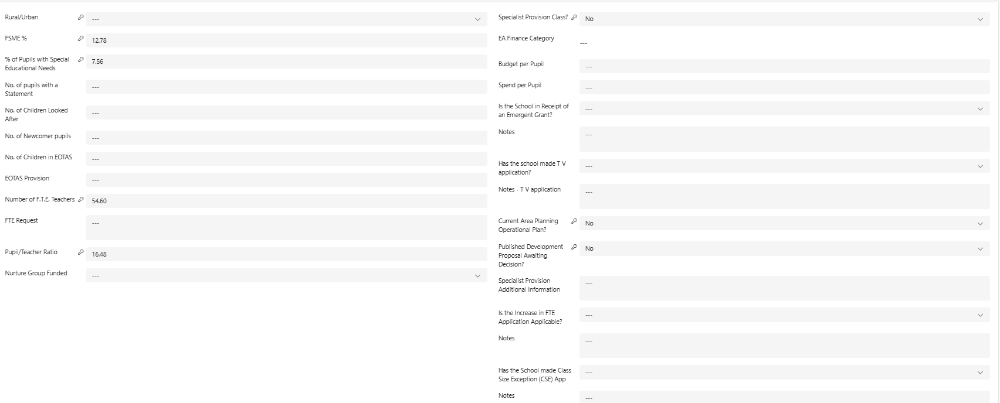 Rural/Urban
---
FSME %
12.78
% of Pupils with Special
Educational Needs
7.56
No. of pupils with a
Statement
---
No. of Children Looked
After
---
No. of Newcomer pupils
---
No. of Children in EOTAS
---
EOTAS Provision
---
Number of F.T.E. Teachers
54.60
FTE Request
---
Pupil/Teacher Ratio
16.48
Nurture Group Funded
---
Specialist Provision Class?
No
EA Finance Category
---
Budget per Pupil
---
Spend per Pupil
---
Is the School in Receipt of
an Emergent Grant?
---
Notes
---
Has the school made T V
application?
---
Notes - T V application
---
Current Area Planning
Operational Plan?
No
Published Development
Proposal Awaiting
Decision?
No
Specialist Provision
Additional Information
---
Is the Increase in FTE
Application Applicable?
---
Notes
---
Has the School made Class
Size Exception (CSE) App
---
Notes
---